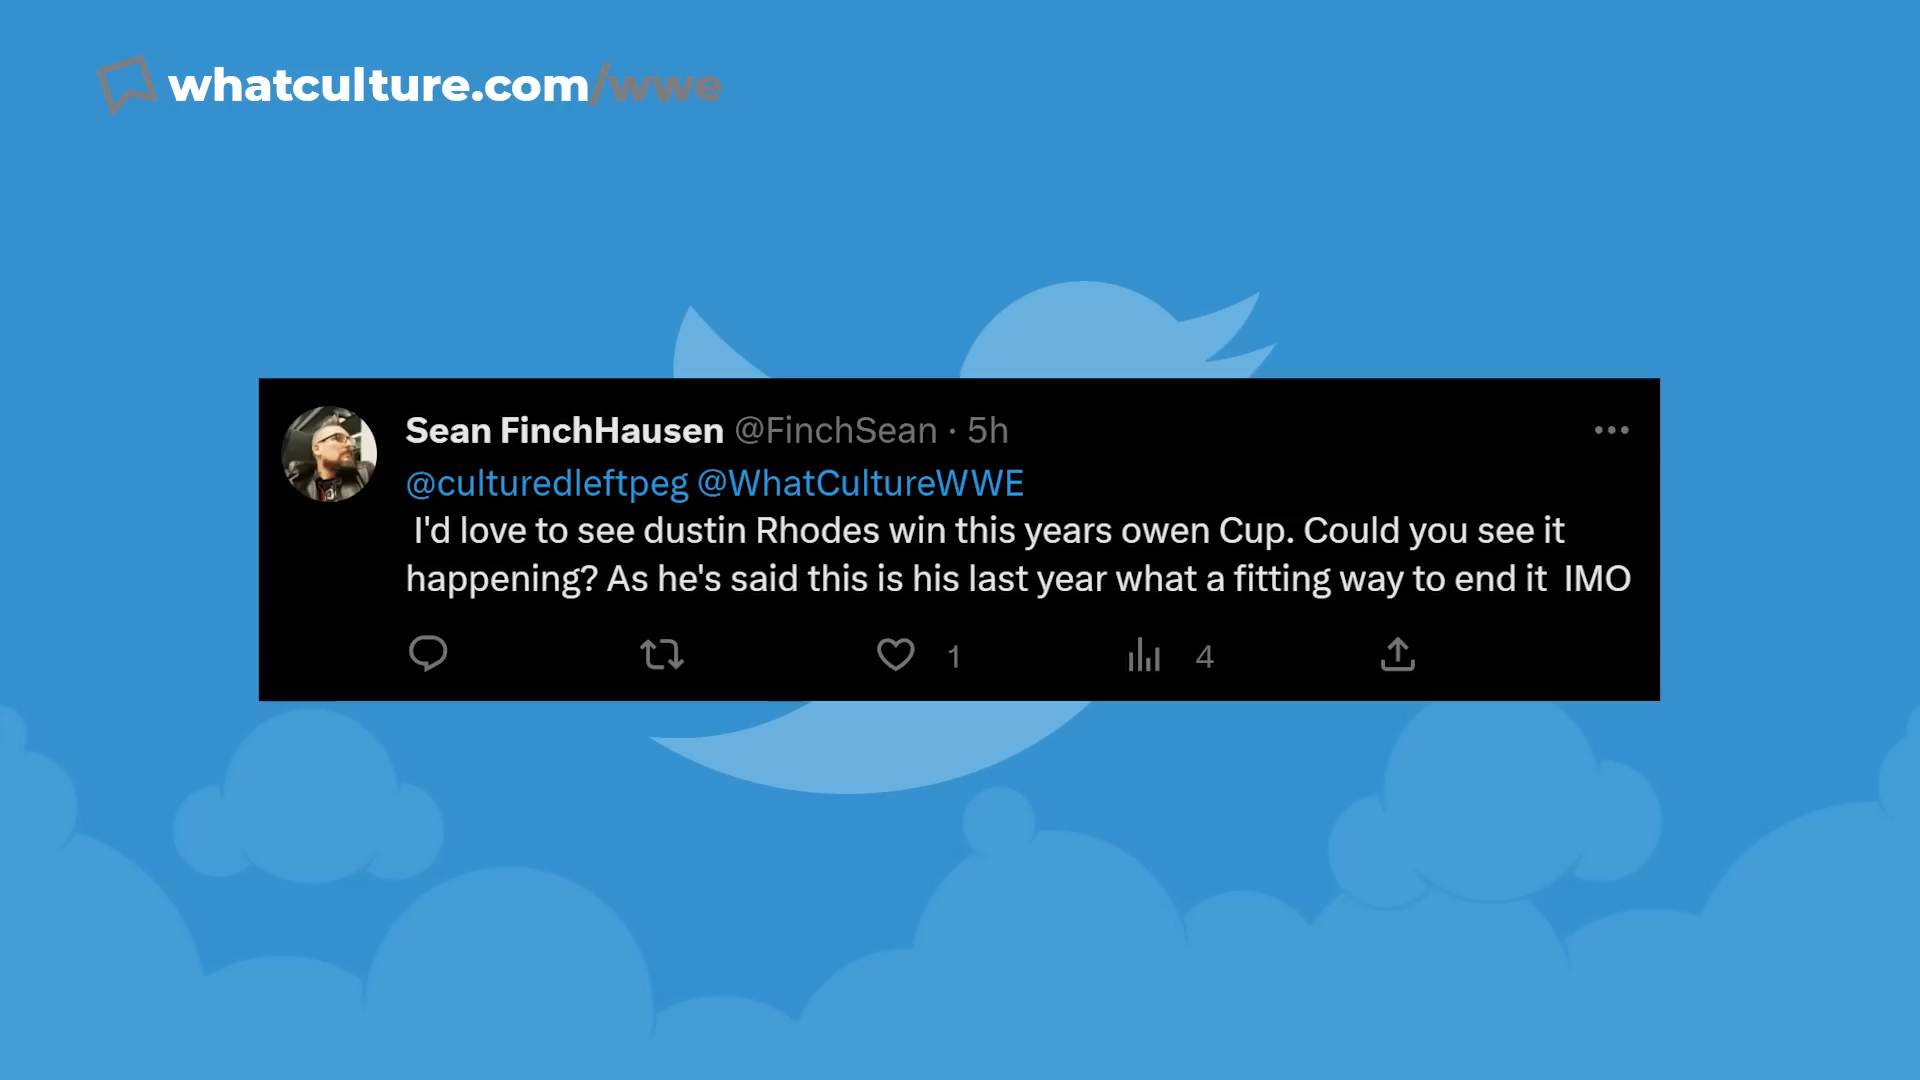 whatculture.com/wwe
Sean FinchHausen @FinchSean · 5h
@culturedleftpeg @WhatCultureWWE
I'd love to see dustin Rhodes win this years owen Cup. Could you see it
happening? As he's said this is his last year what a fitting way to end it  IMO
1 4